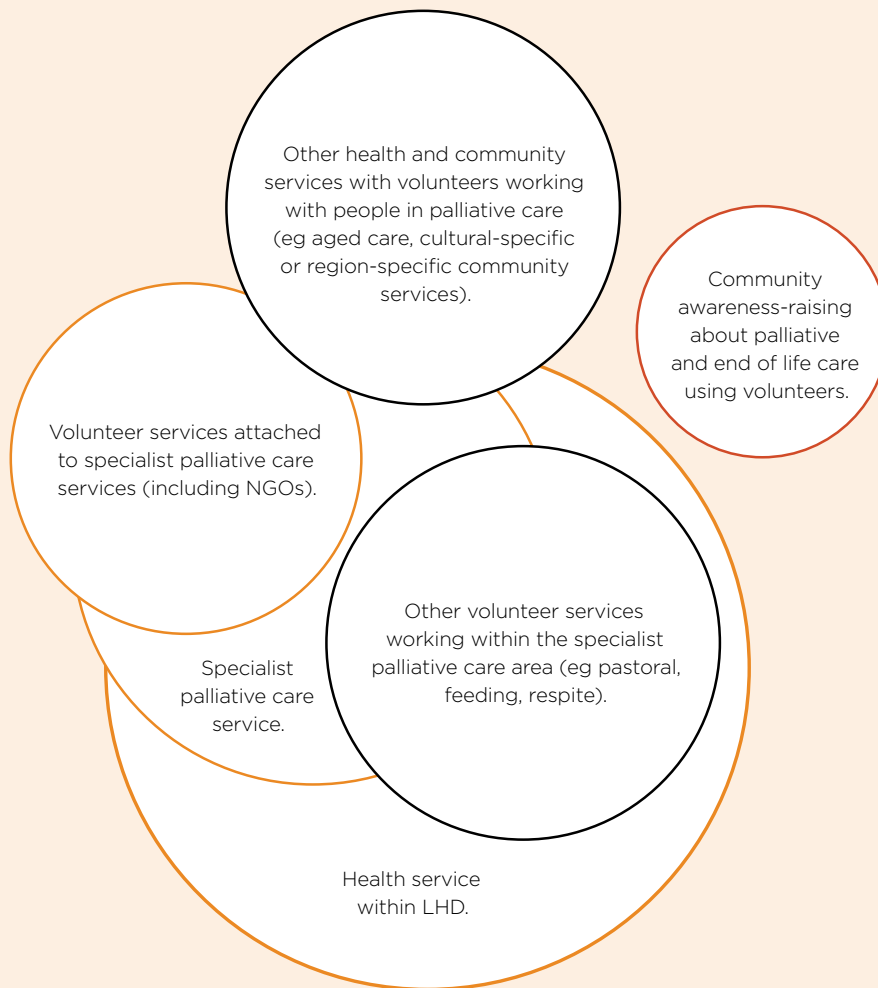 Other health and community
services with volunteers working
with people in palliative care
(eg aged care, cultural-specific
or region-specific community
services).
Community
awareness-raising
about palliative
and end of life care
using volunteers.
Volunteer services attached
to specialist palliative care
services (including NGOs).
Other volunteer services
working within the specialist
palliative care area (eg pastoral,
feeding, respite).
Specialist
palliative care
service.
Health service
within LHD.